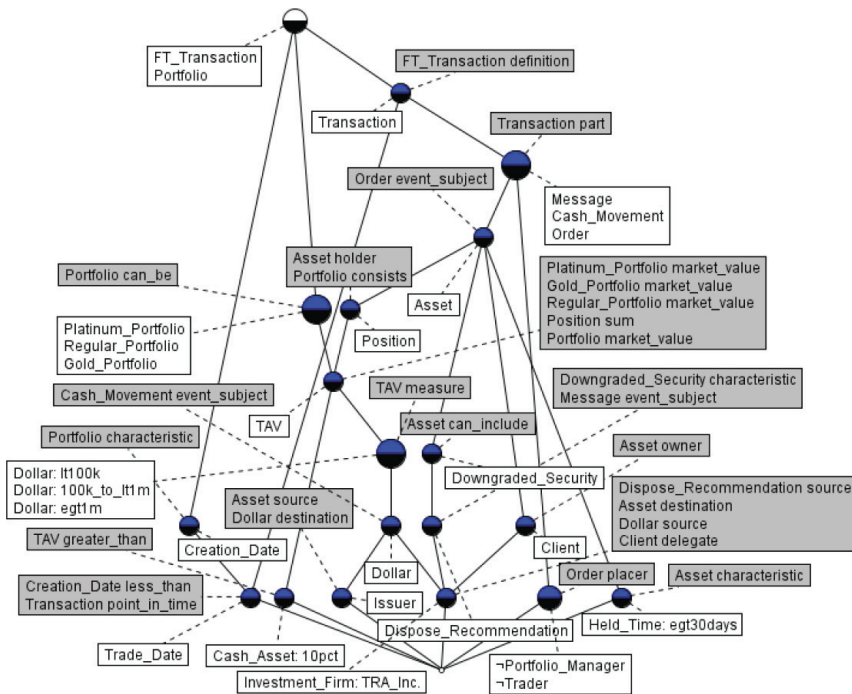 FT_Transaction
Portfolio
FT_Transaction definition
Transaction
Transaction part
Order event_subject
Message
Cash_Movement
Order
Asset holder
Portfolio consists
Portfolio can_be
Platinum_Portfolio market_value
Gold_Portfolio market_value
Regular_Portfolio market_value
Position sum
Portfolio market_value
Asset
Platinum_Portfolio
Regular_Portfolio
Gold_Portfolio
Position
Cash_Movement event_subject
TAV measure
Downgraded_Security characteristic
Message event_subject
TAV
Asset can_include
Portfolio characteristic
Asset owner
Dollar: lt100k
Dollar: 100k_to_lt1m
Dollar: egt1m
Downgraded_Security
Asset source
Dollar destination
Dispose_Recommendation source
Asset destination
Dollar source
Client delegate
TAV greater_than
Creation_Date
Client
Dollar
Creation_Date less_than
Transaction point_in_time
Issuer
Order placer
Asset characteristic
Dispose_Recommendation
Held_Time: egt30days
Trade_Date
Cash_Asset: 10pct
Investment_Firm: TRA_Inc.
¬Portfolio_Manager
¬Trader